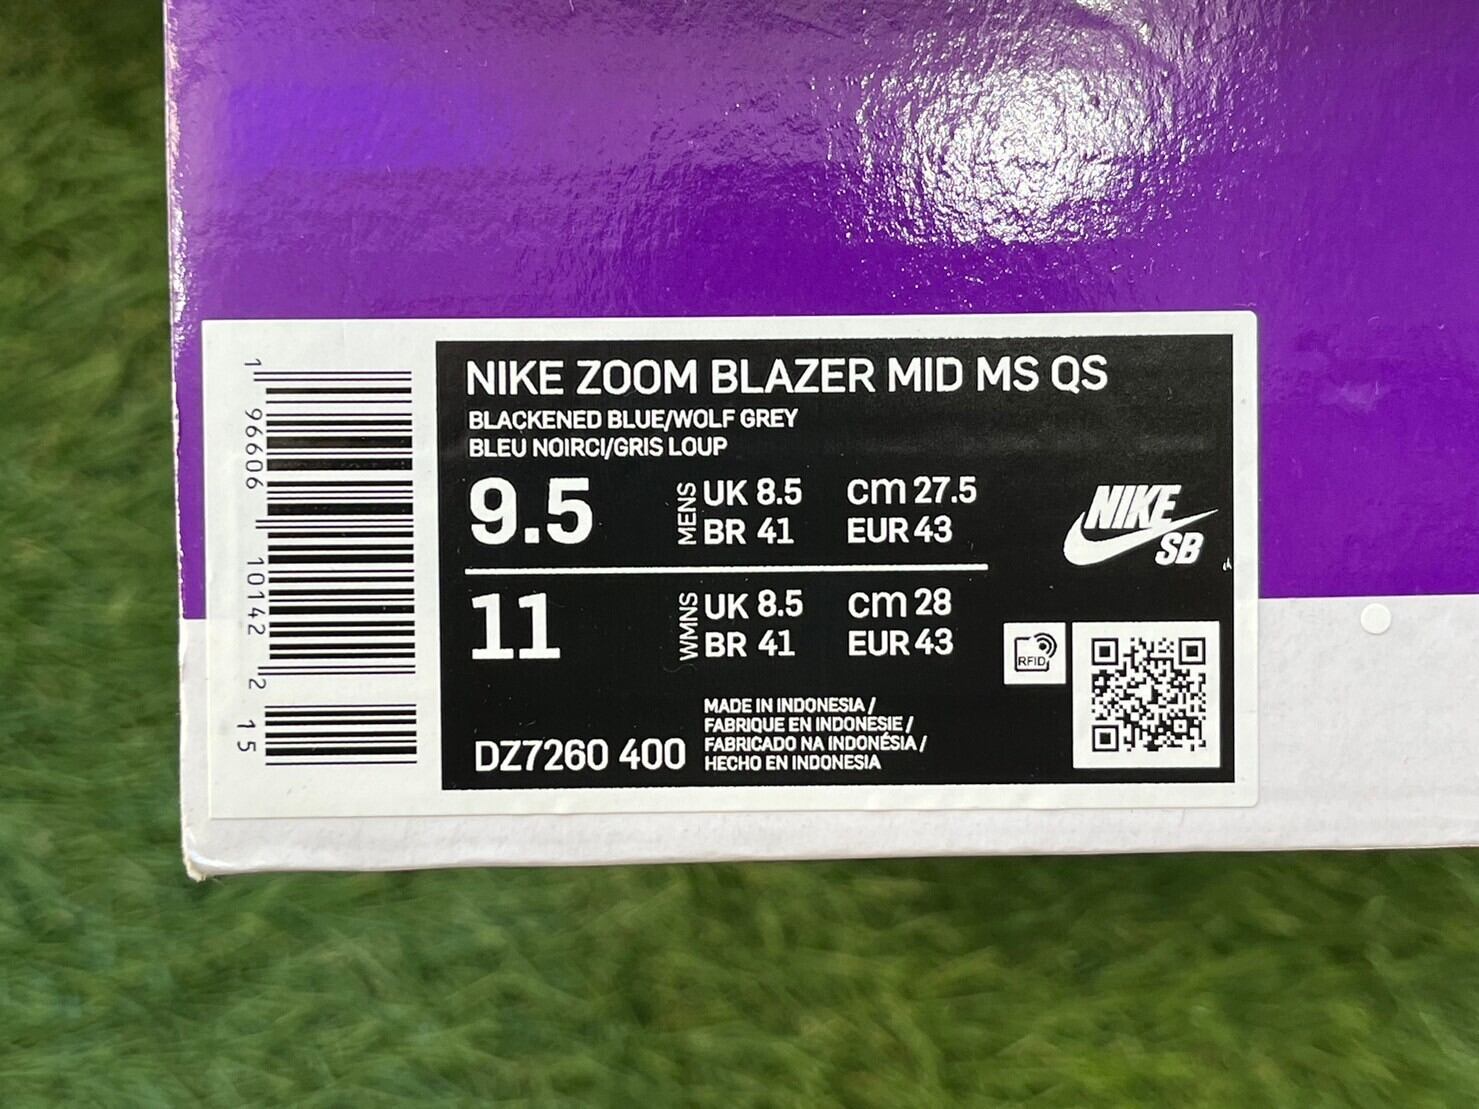 NIKE ZOOM BLAZER MID MS QS
BLACKENED BLUE/WOLF GREY
BLEU NOIRCI/GRIS LOUP
9.5 MENS UK 8.5 cm 27.5
BR 41 EUR 43
NIKE
SB
11 WMNS UK 8.5 cm 28
BR 41 EUR 43
RFID
MADE IN INDONESIA /
FABRIQUE EN INDONESIE /
FABRICADO NA INDONÉSIA /
HECHO EN INDONESIA
DZ7260 400
1 96606 10142 2 15